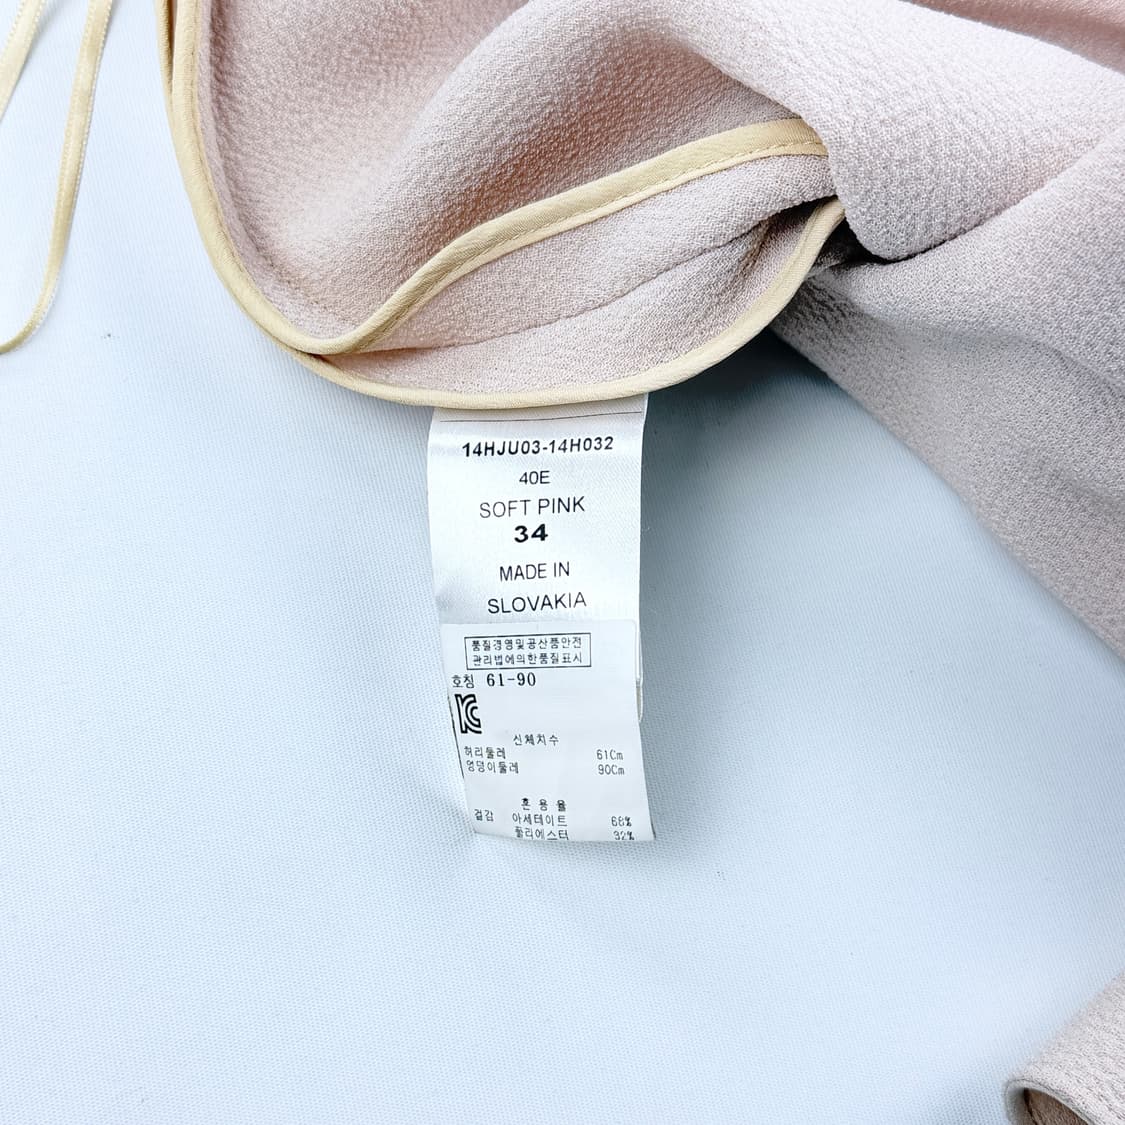 14HJU03-14H032
40E
SOFT PINK
34
MADE IN
SLOVAKIA
품질경영및공산품안전
관리법에의한품질표시
호칭 61-90
신체치수
허리둘레 61Cm
엉덩이둘레 90Cm
혼용율
겉감 아세테이트 68%
폴리에스터 32%